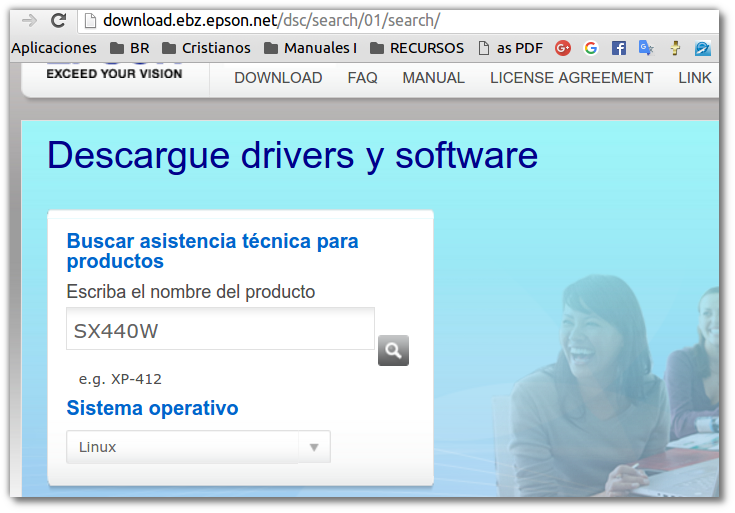 download.ebz.epson.net/dsc/search/01/search/
Aplicaciones BR Cristianos Manuales I RECURSOS as PDF
EXCEED YOUR VISION
DOWNLOAD FAQ MANUAL LICENSE AGREEMENT LINK
Descargue drivers y software
Buscar asistencia técnica para
productos
Escriba el nombre del producto
SX440W
e.g. XP-412
Sistema operativo
Linux